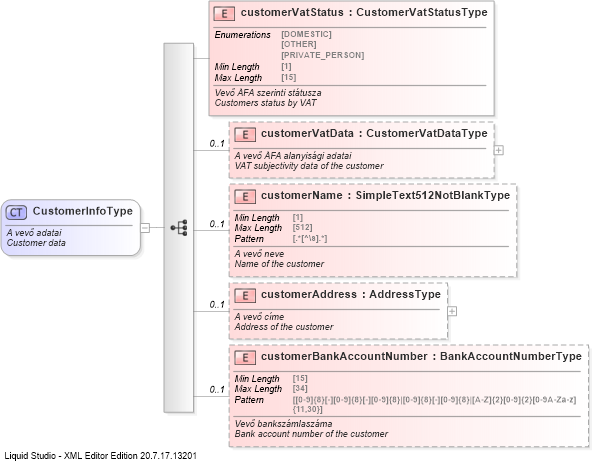 E customerVatStatus : CustomerVatStatusType
Enumerations [DOMESTIC]
[OTHER]
[PRIVATE_PERSON]
Min Length [1]
Max Length [15]
Vevő ÁFA szerinti státusza
Customers status by VAT
0..1
E customerVatData : CustomerVatDataType
A vevő ÁFA alanyisági adatai
VAT subjectivity data of the customer
CT CustomerInfoType
A vevő adatai
Customer data
0..1
E customerName : SimpleText512NotBlankType
Min Length [1]
Max Length [512]
Pattern [.*[^\s].*]
A vevő neve
Name of the customer
0..1
E customerAddress : AddressType
A vevő címe
Address of the customer
0..1
E customerBankAccountNumber : BankAccountNumberType
Min Length [15]
Max Length [34]
Pattern [[0-9]{8}[-][0-9]{8}[-][0-9]{8}|[0-9]{8}[-][0-9]{8}|[A-Z]{2}[0-9]{2}[0-9A-Za-z]
{11,30}]
Vevő bankszámlaszáma
Bank account number of the customer
Liquid Studio - XML Editor Edition 20.7.17.13201